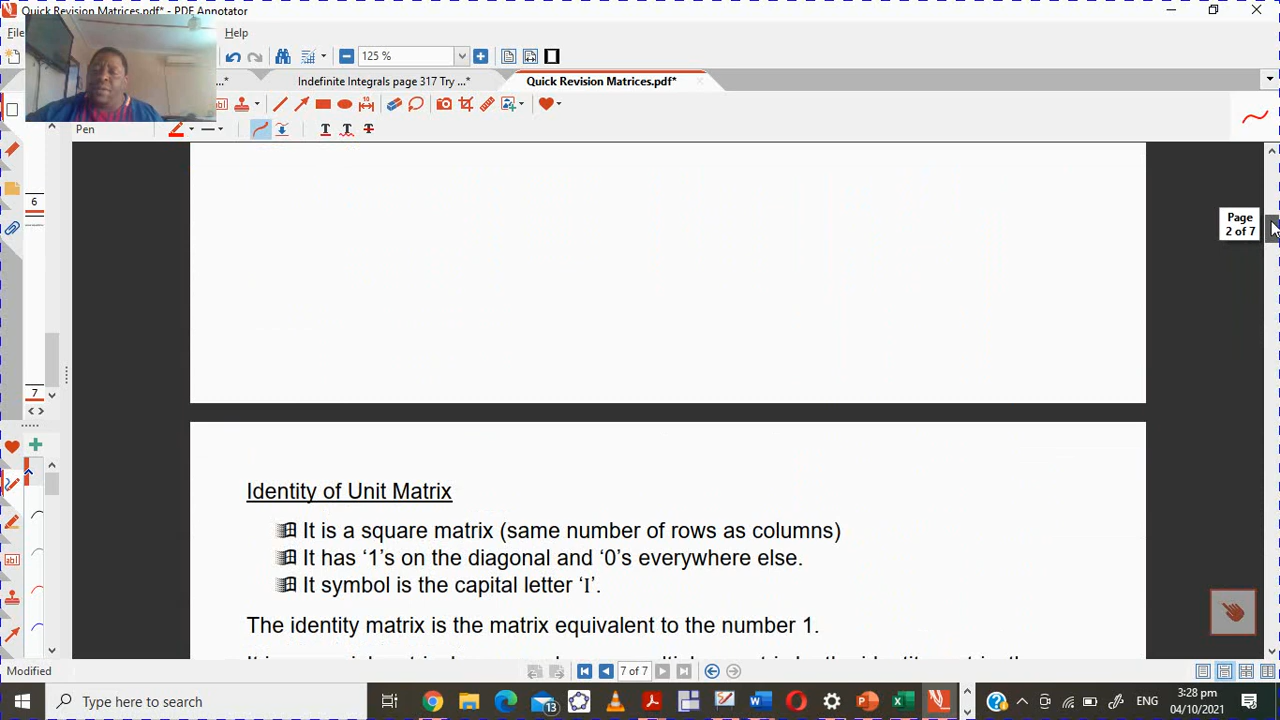 Quick Revision Matrices.pdf* - PDF Annotator
Help
125 %
Indefinite Integrals page 317 Try ...*
Quick Revision Matrices.pdf*
Pen
Page
2 of 7
6
7
Identity of Unit Matrix
It is a square matrix (same number of rows as columns)
It has ‘1’s on the diagonal and ‘0’s everywhere else.
It symbol is the capital letter ‘I’.
The identity matrix is the matrix equivalent to the number 1.
Modified
7 of 7
Type here to search
13
ENG
3:28 pm
04/10/2021